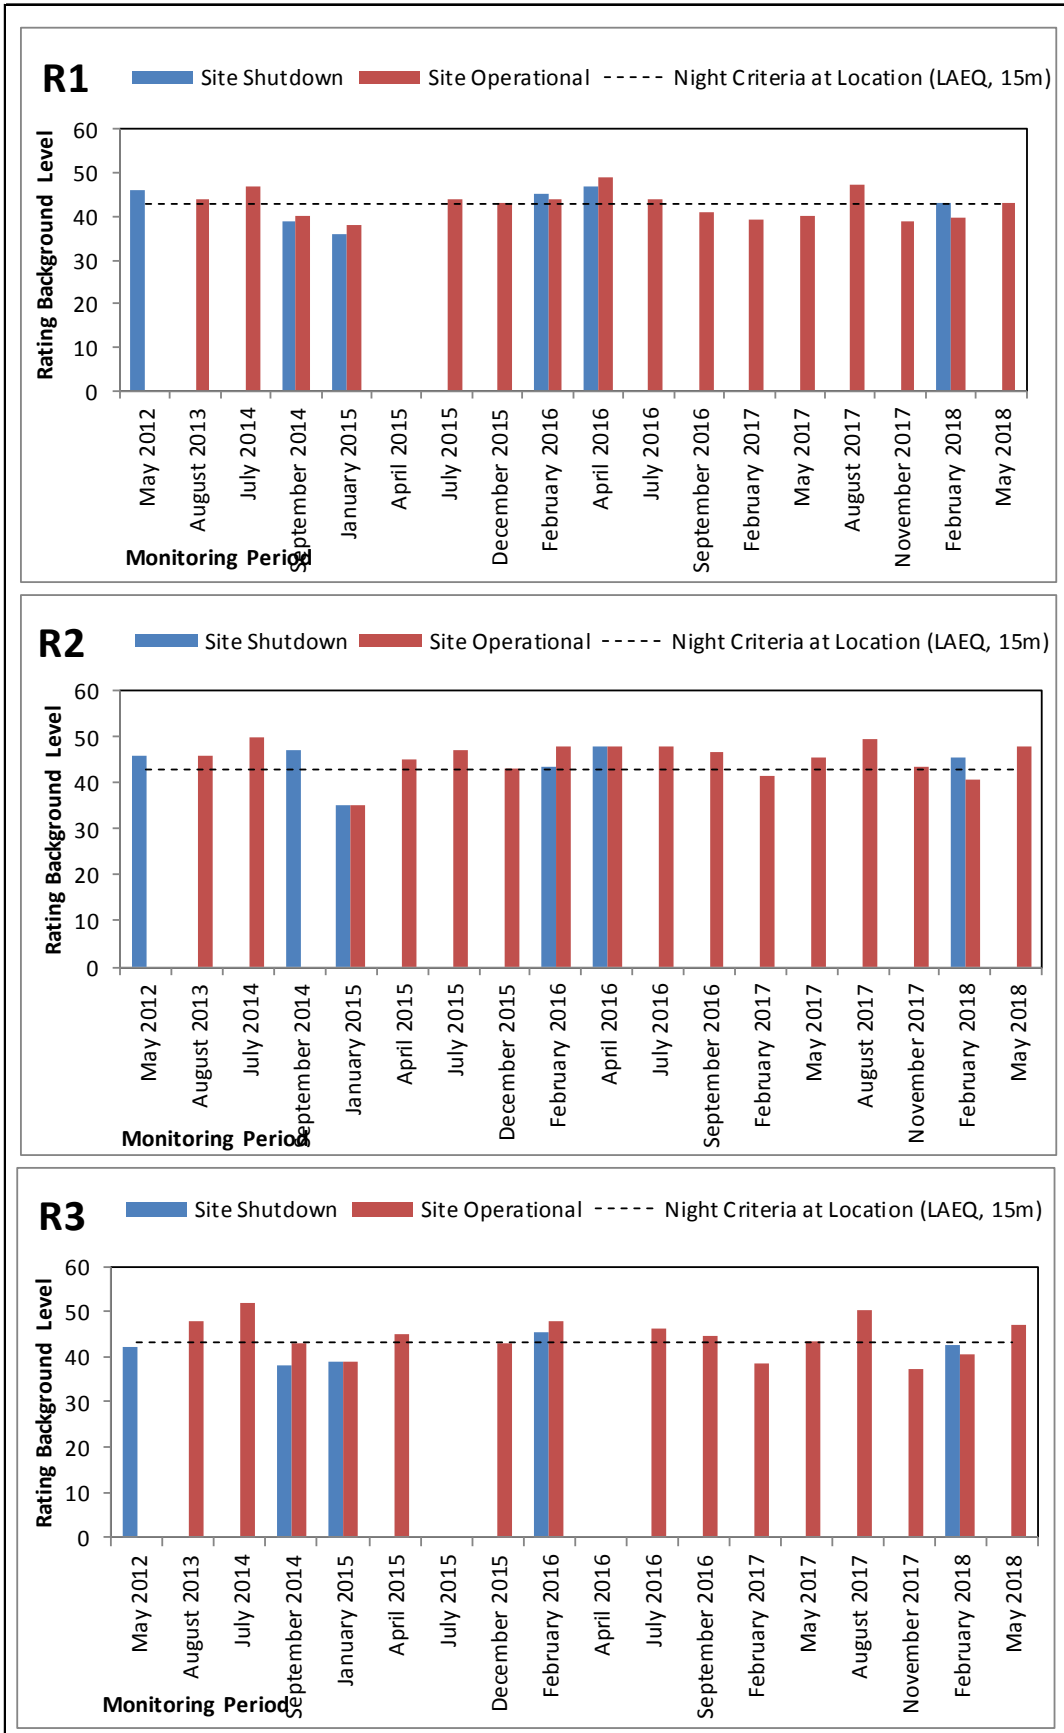 R1
Site Shutdown Site Operational Night Criteria at Location (LAEQ, 15m)
Rating Background Level
60
50
40
30
20
10
0
May 2012
August 2013
July 2014
September 2014
January 2015
April 2015
July 2015
December 2015
February 2016
April 2016
July 2016
September 2016
February 2017
May 2017
August 2017
November 2017
February 2018
May 2018
Monitoring Period
R2
Site Shutdown Site Operational Night Criteria at Location (LAEQ, 15m)
Rating Background Level
60
50
40
30
20
10
0
May 2012
August 2013
July 2014
September 2014
January 2015
April 2015
July 2015
December 2015
February 2016
April 2016
July 2016
September 2016
February 2017
May 2017
August 2017
November 2017
February 2018
May 2018
Monitoring Period
R3
Site Shutdown Site Operational Night Criteria at Location (LAEQ, 15m)
Rating Background Level
60
50
40
30
20
10
0
May 2012
August 2013
July 2014
September 2014
January 2015
April 2015
July 2015
December 2015
February 2016
April 2016
July 2016
September 2016
February 2017
May 2017
August 2017
November 2017
February 2018
May 2018
Monitoring Period